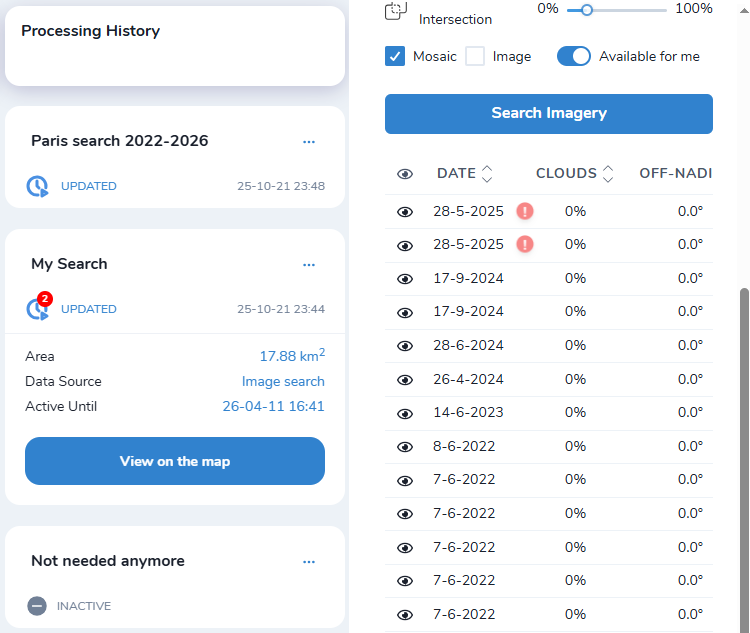 Processing History
Paris search 2022-2026 ...
UPDATED 25-10-21 23:48
My Search ...
2
UPDATED 25-10-21 23:44
Area 17.88 km²
Data Source Image search
Active Until 26-04-11 16:41
View on the map
Not needed anymore ...
INACTIVE
0% 100%
Intersection
Mosaic Image Available for me
Search Imagery
DATE CLOUDS OFF-NADI
28-5-2025 ! 0% 0.0°
28-5-2025 ! 0% 0.0°
17-9-2024 0% 0.0°
17-9-2024 0% 0.0°
28-6-2024 0% 0.0°
26-4-2024 0% 0.0°
14-6-2023 0% 0.0°
8-6-2022 0% 0.0°
7-6-2022 0% 0.0°
7-6-2022 0% 0.0°
7-6-2022 0% 0.0°
7-6-2022 0% 0.0°
7-6-2022 0% 0.0°